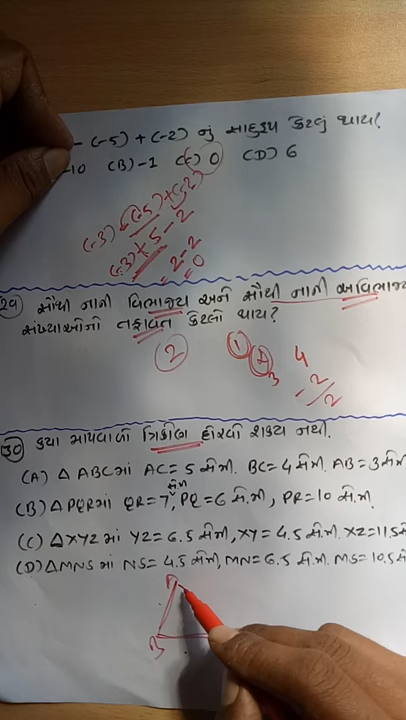 - (-5) + (-2) નું સાદુરૂપ કેટલું થાય?
-10 (B) -1 (C) 0 (D) 6
(-3) - (-5) + (-2)
(-3) + 5 - 2
= 2 - 2
= 0
સૌથી નાની વિભાજ્ય અને સૌથી નાની અવિભાજ્ય
સંખ્યાઓનો તફાવત કેટલો થાય?
2 1 2 3 4
- 2
2
30 કયા માપવાળો ત્રિકોણ દોરવો શક્ય નથી.
(A) △ ABCમાં AC = 5 સેમી. BC = 4 સેમી. AB = 3 સેમી
(B) △PQRમાં QR = 7 સેમી, PQ = 6 સે.મી, PR = 10 સે.મી.
(C) △XYZ માં YZ = 6.5 સેમી, XY = 4.5 સેમી. XZ = 11.5
(D) △MNS માં NS = 4.5 સેમી, MN = 6.5 સેમી. MS = 10.5
A
B